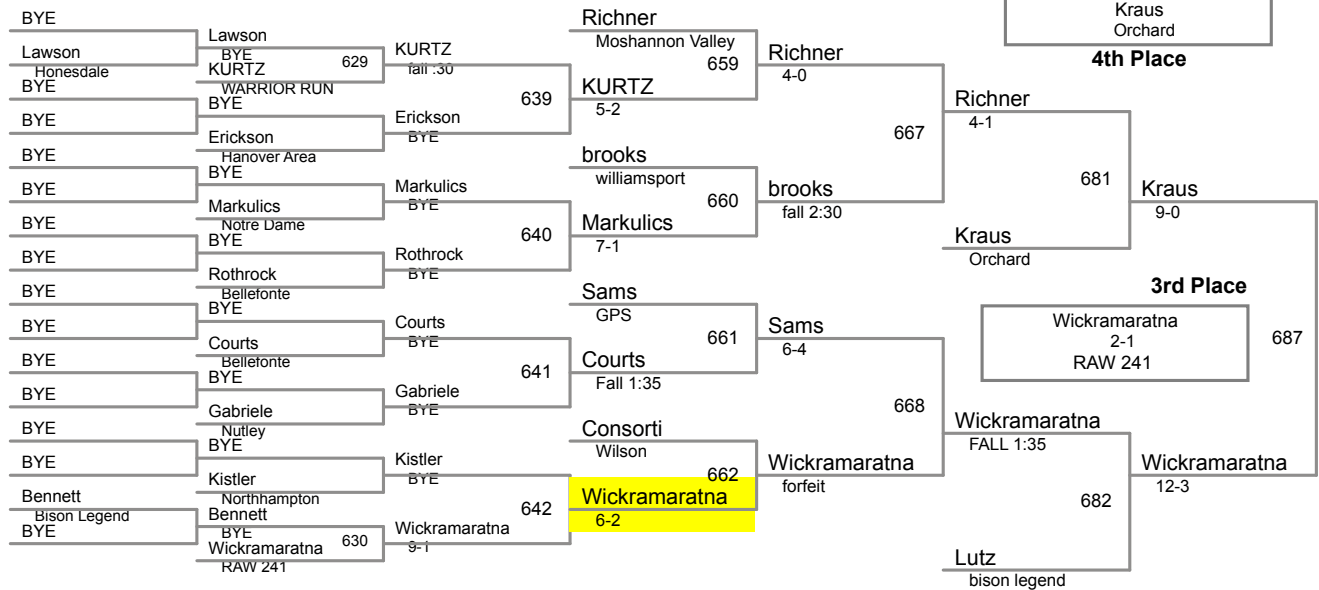 BYE
Lawson
Honesdale
BYE
BYE
BYE
BYE
BYE
BYE
BYE
BYE
BYE
BYE
BYE
BYE
Bennett
Bison Legend
BYE
Lawson
BYE
629
KURTZ
WARRIOR RUN
BYE
Erickson
Hanover Area
BYE
Markulics
Notre Dame
BYE
Rothrock
Bellefonte
BYE
Courts
Bellefonte
BYE
Gabriele
Nutley
BYE
Kistler
Northhampton
Bennett
BYE
630
Wickramaratna
RAW 241
KURTZ
fall :30
639
Erickson
BYE
Markulics
BYE
640
Rothrock
BYE
Courts
BYE
641
Gabriele
BYE
Kistler
BYE
642
Wickramaratna
9-1
Richner
Moshannon Valley
659
KURTZ
5-2
brooks
williamsport
660
Markulics
7-1
Sams
GPS
661
Courts
Fall 1:35
Consorti
Wilson
662
Wickramaratna
6-2
Richner
4-0
667
brooks
fall 2:30
Sams
6-4
668
Wickramaratna
forfeit
Richner
4-1
681
Kraus
Orchard
Wickramaratna
FALL 1:35
682
Lutz
bison legend
Kraus
Orchard
4th Place
Kraus
9-0
3rd Place
Wickramaratna
2-1
RAW 241
687
Wickramaratna
12-3